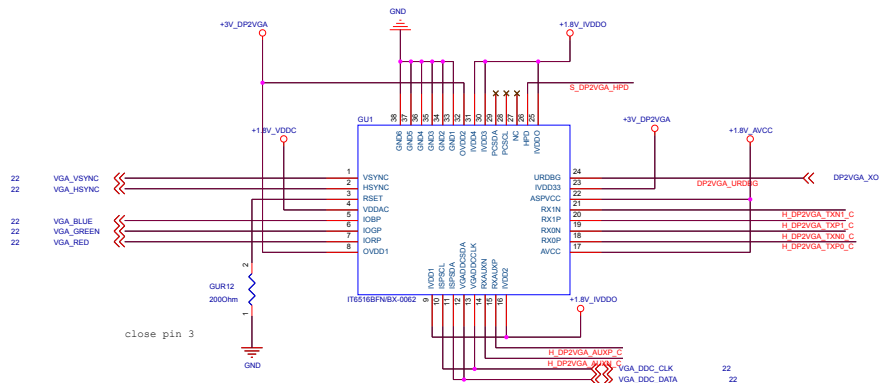 GND
+3V_DP2VGA
+1.8V_IVDDO
S_DP2VGA_HPD
GU1
38 37 36 35 34 33 32 31 30 29 28 27 26 25
GND6 GND5 GND4 GND3 GND2 GND1 OVDD2 IVDD4 IVDD3 PCSDA PCSCL NC HPD IVDDO
+1.8V_VDDC
+3V_DP2VGA
+1.8V_AVCC
22 VGA_VSYNC 1 VSYNC
22 VGA_HSYNC 2 HSYNC
3 RSET
4 VDDAC
22 VGA_BLUE 5 IOBP
22 VGA_GREEN 6 IOGP
22 VGA_RED 7 IORP
8 OVDD1
URDBG 24 DP2VGA_URDBG DP2VGA_XO
IVDD33 23
ASPVCC 22
RX1N 21 H_DP2VGA_TXN1_C
RX1P 20 H_DP2VGA_TXP1_C
RX0N 19 H_DP2VGA_TXN0_C
RX0P 18 H_DP2VGA_TXP0_C
AVCC 17
IVDD1 ISPSCL ISPSDA VGADDCSDA VGADDCCLK RXAUXN RXAUXP IVDD2
9 10 11 12 13 14 15 16
IT6516BFN/BX-0062
+1.8V_IVDDO
2
GUR12
200Ohm
1
close pin 3
GND
H_DP2VGA_AUXP_C
H_DP2VGA_AUXN_C
VGA_DDC_CLK 22
VGA_DDC_DATA 22